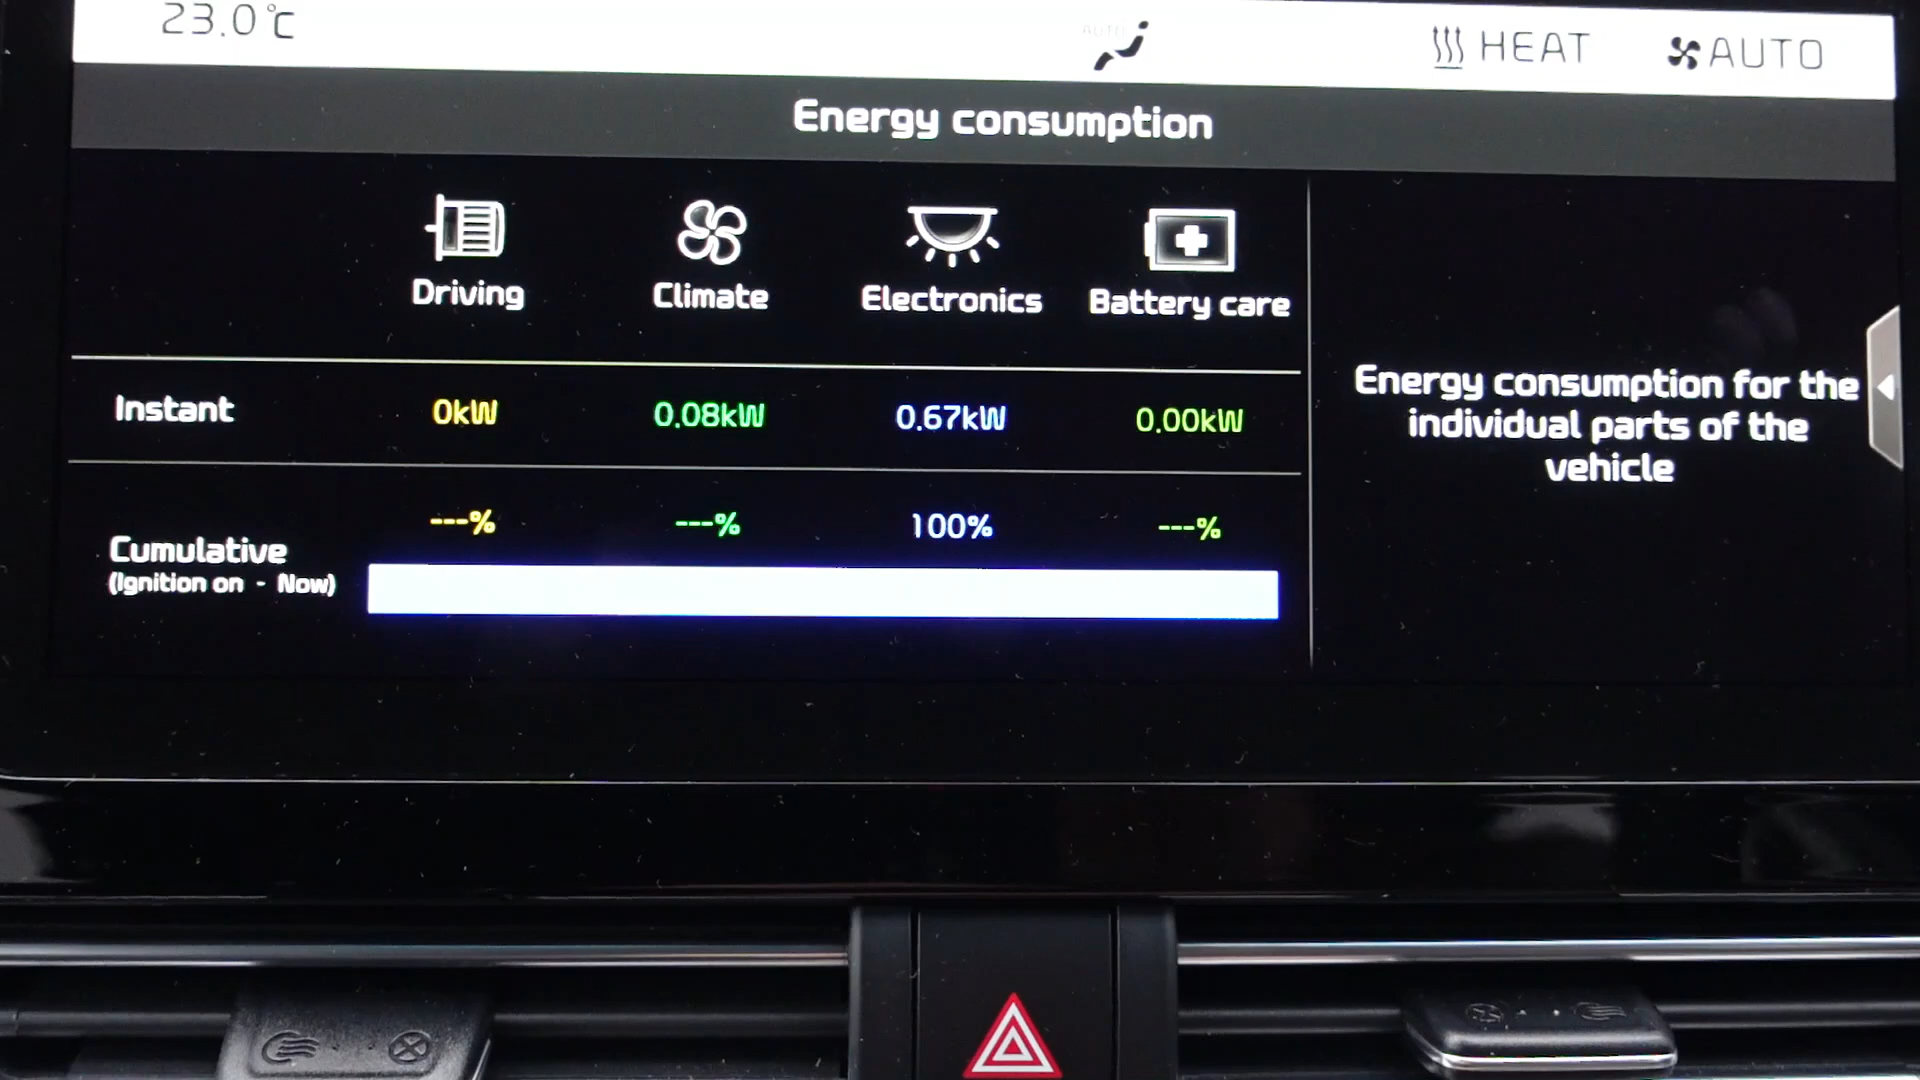 23.0°C
HEAT
AUTO
Energy consumption
Driving
Climate
Electronics
Battery care
Instant
0kW
0.08kW
0.67kW
0.00kW
Cumulative
(Ignition on - Now)
---%
---%
100%
---%
Energy consumption for the
individual parts of the
vehicle